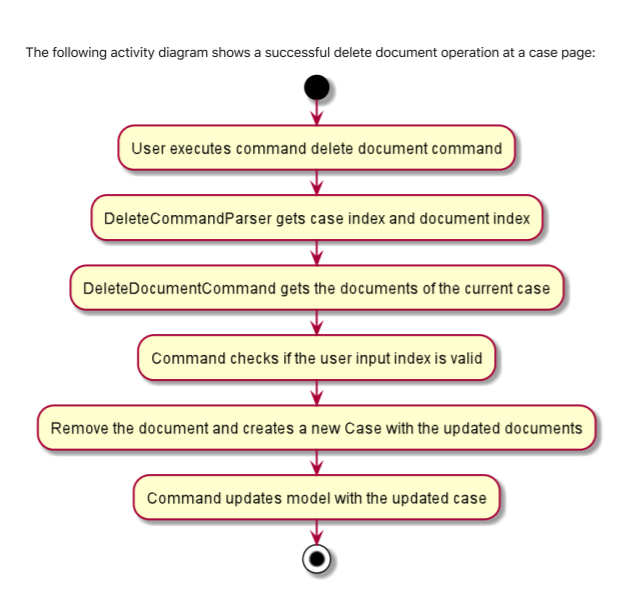 The following activity diagram shows a successful delete document operation at a case page:
User executes command delete document command
DeleteCommandParser gets case index and document index
DeleteDocumentCommand gets the documents of the current case
Command checks if the user input index is valid
Remove the document and creates a new Case with the updated documents
Command updates model with the updated case